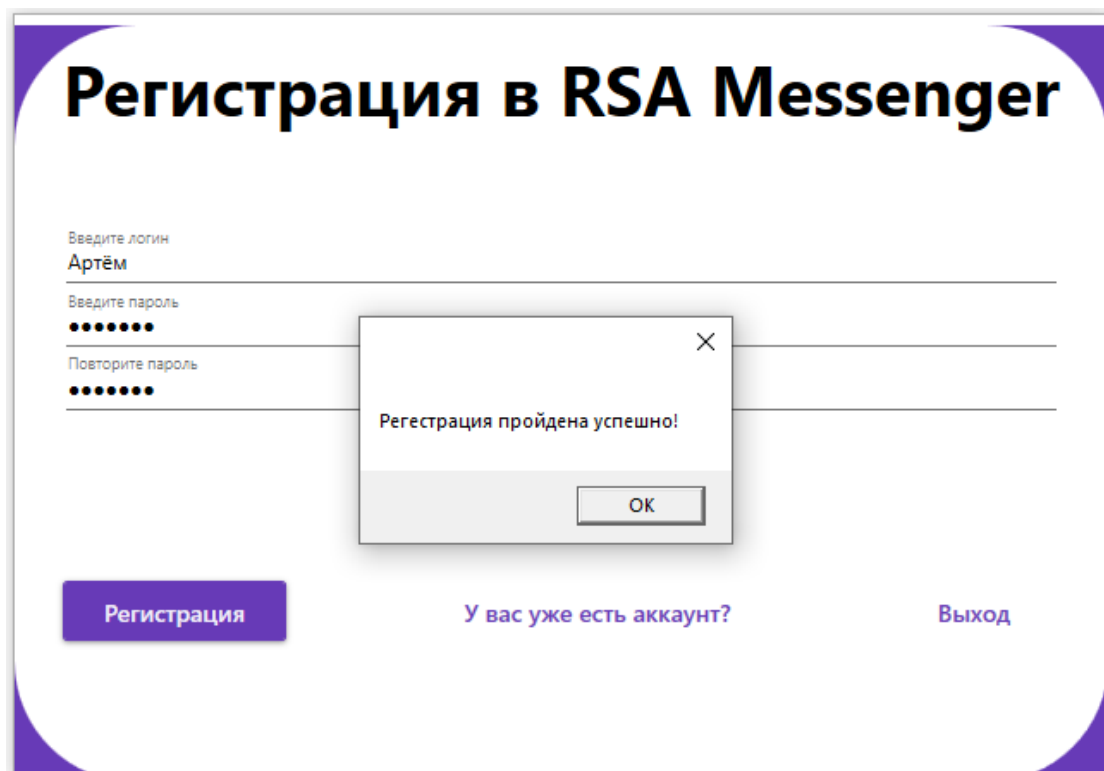 Регистрация в RSA Messenger
Введите логин
Артём
Введите пароль
●●●●●●●
Повторите пароль
●●●●●●●
Регестрация пройдена успешно!
OK
Регистрация
У вас уже есть аккаунт?
Выход